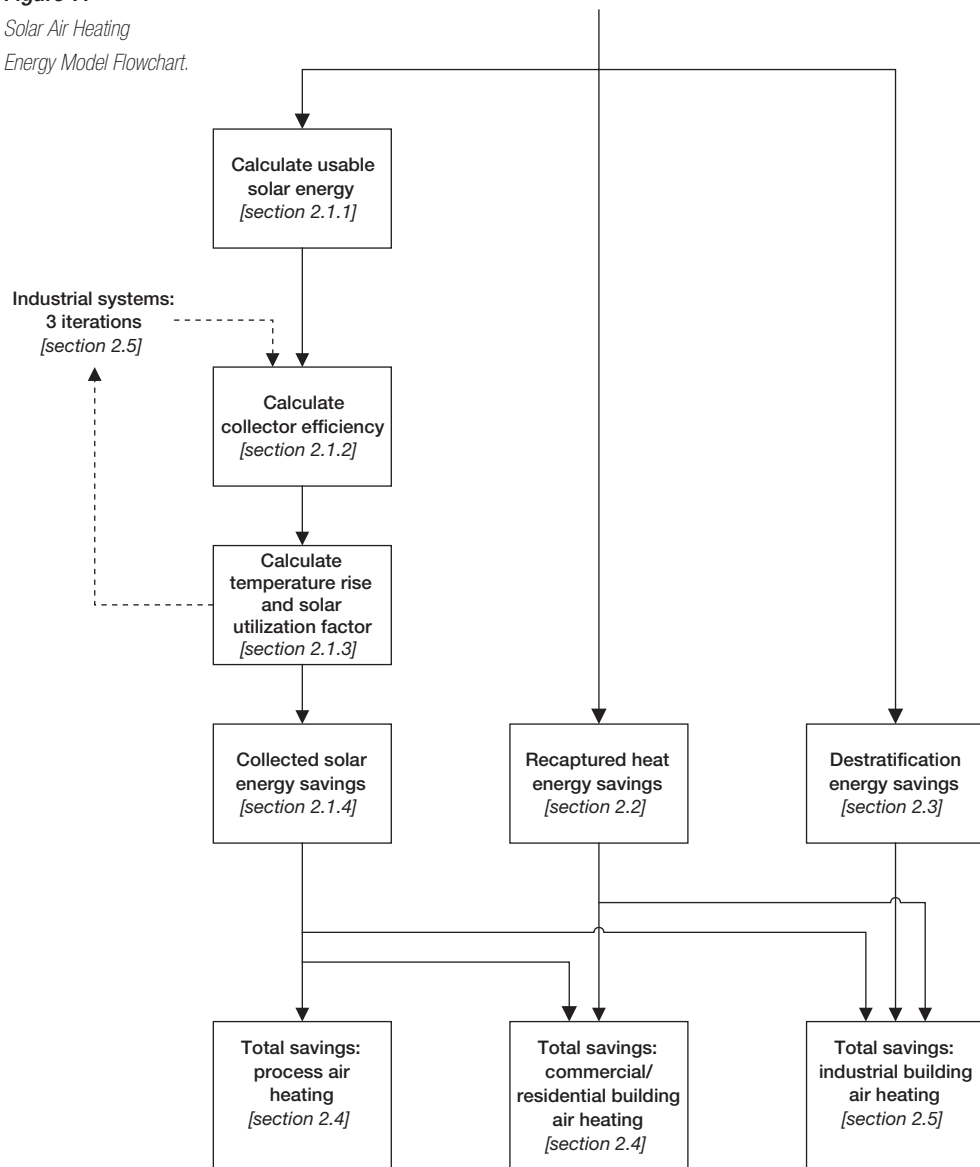 Solar Air Heating
Energy Model Flowchart.
Calculate usable
solar energy
[section 2.1.1]
Industrial systems:
3 iterations
[section 2.5]
Calculate
collector efficiency
[section 2.1.2]
Calculate
temperature rise
and solar
utilization factor
[section 2.1.3]
Collected solar
energy savings
[section 2.1.4]
Recaptured heat
energy savings
[section 2.2]
Destratification
energy savings
[section 2.3]
Total savings:
process air
heating
[section 2.4]
Total savings:
commercial/
residential building
air heating
[section 2.4]
Total savings:
industrial building
air heating
[section 2.5]